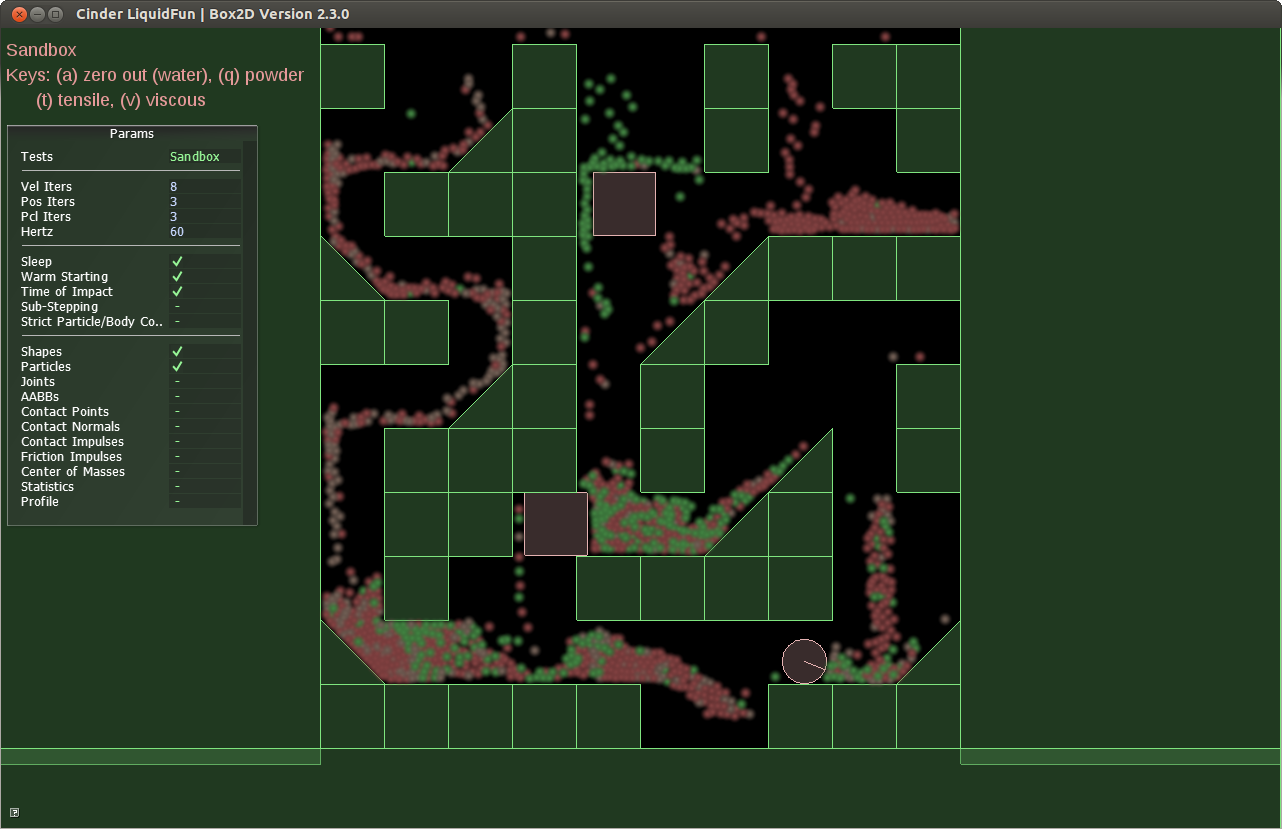 Cinder LiquidFun | Box2D Version 2.3.0
Sandbox
Keys: (a) zero out (water), (q) powder
(t) tensile, (v) viscous
Params
Tests Sandbox
Vel Iters 8
Pos Iters 3
Pcl Iters 3
Hertz 60
Sleep
Warm Starting
Time of Impact
Sub-Stepping -
Strict Particle/Body Co.. -
Shapes
Particles
Joints -
AABBs -
Contact Points -
Contact Normals -
Contact Impulses -
Friction Impulses -
Center of Masses -
Statistics -
Profile -
?